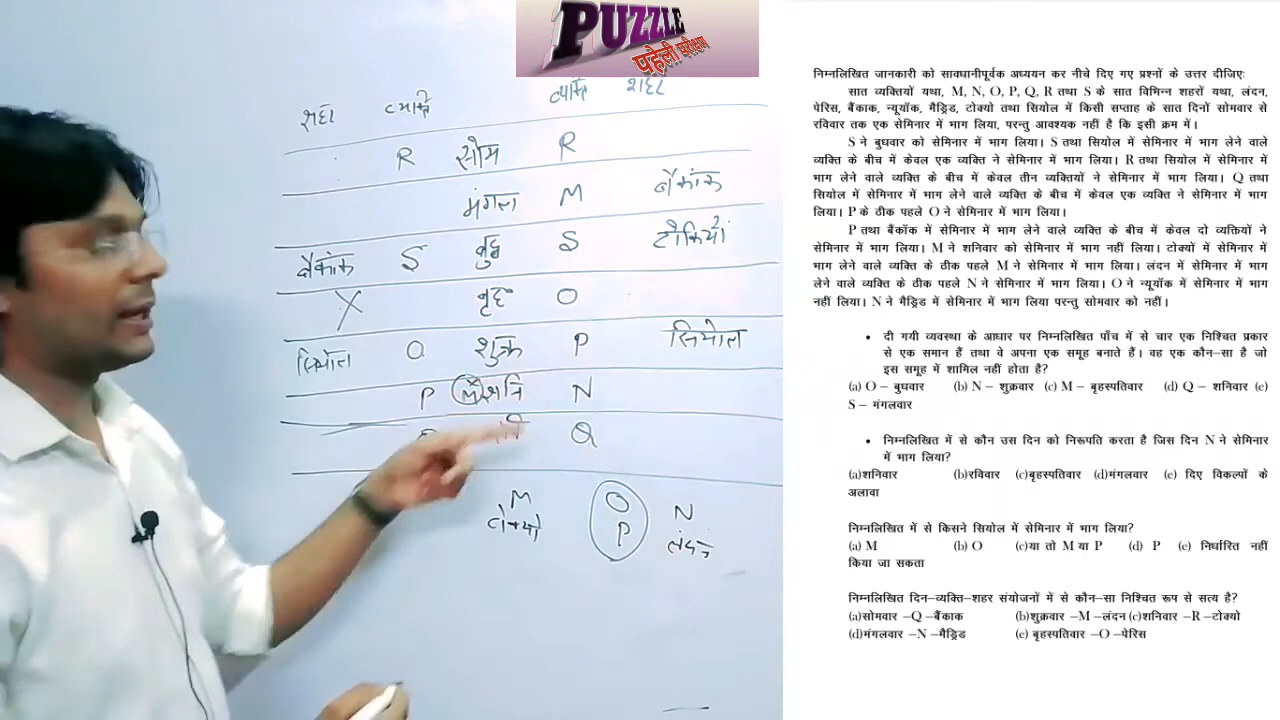 PUZZLE
पहेली परीक्षण
व्यक्ति शहर
शहर व्यक्ति
R सोम R
मंगल M बैंकॉक
बैंकॉक S बुध S टोकियों
X बृह O
सियोल Q शुक्र P सियोल
P शनि N
Q
M O N
टोक्यो P लंदन
निम्नलिखित जानकारी को सावधानीपूर्वक अध्ययन कर नीचे दिए गए प्रश्नों के उत्तर दीजिएः
सात व्यक्तियों यथा, M, N, O, P, Q, R तथा S के सात विभिन्न शहरों यथा, लंदन,
पेरिस, बैंकाक, न्यूयॉक, मैड्रिड, टोक्यो तथा सियोल में किसी सप्ताह के सात दिनों सोमवार से
रविवार तक एक सेमिनार में भाग लिया, परन्तु आवश्यक नहीं है कि इसी क्रम में।
S ने बुधवार को सेमिनार में भाग लिया। S तथा सियोल में सेमिनार में भाग लेने वाले
व्यक्ति के बीच में केवल एक व्यक्ति ने सेमिनार में भाग लिया। R तथा सियोल में सेमिनार में
भाग लेने वाले व्यक्ति के बीच में केवल तीन व्यक्तियों ने सेमिनार में भाग लिया। Q तथा
सियोल में सेमिनार में भाग लेने वाले व्यक्ति के बीच में केवल एक व्यक्ति ने सेमिनार में भाग
लिया। P के ठीक पहले O ने सेमिनार में भाग लिया।
P तथा बैंकॉक में सेमिनार में भाग लेने वाले व्यक्ति के बीच में केवल दो व्यक्तियों ने
सेमिनार में भाग लिया। M ने शनिवार को सेमिनार में भाग नहीं लिया। टोक्यो में सेमिनार में
भाग लेने वाले व्यक्ति के ठीक पहले M ने सेमिनार में भाग लिया। लंदन में सेमिनार में भाग
लेने वाले व्यक्ति के ठीक पहले N ने सेमिनार में भाग लिया। O ने न्यूयॉक में सेमिनार में भाग
नहीं लिया। N ने मैड्रिड में सेमिनार में भाग लिया परन्तु सोमवार को नहीं।
• दी गयी व्यवस्था के आधार पर निम्नलिखित पाँच में से चार एक निश्चित प्रकार
से एक समान हैं तथा वे अपना एक समूह बनाते हैं। वह एक कौन–सा है जो
इस समूह में शामिल नहीं होता है?
(a) O – बुधवार (b) N – शुक्रवार (c) M – बृहस्पतिवार (d) Q – शनिवार (e)
S – मंगलवार
• निम्नलिखित में से कौन उस दिन को निरूपति करता है जिस दिन N ने सेमिनार
में भाग लिया?
(a)शनिवार (b)रविवार (c)बृहस्पतिवार (d)मंगलवार (e) दिए विकल्पों के
अलावा
निम्नलिखित में से किसने सियोल में सेमिनार में भाग लिया?
(a) M (b) O (c)या तो M या P (d) P (e) निर्धारित नहीं
किया जा सकता
निम्नलिखित दिन–व्यक्ति–शहर संयोजनों में से कौन–सा निश्चित रूप से सत्य है?
(a)सोमवार –Q –बैंकाक (b)शुक्रवार –M –लंदन (c)शनिवार –R –टोक्यो
(d)मंगलवार –N –मैड्रिड (e) बृहस्पतिवार –O –पेरिस